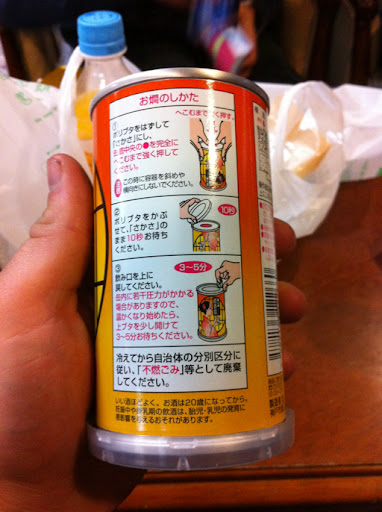 お燗のしかた
へこむまで強く押す。
①
ポリブタをはずして
「さかさ」にし、
缶底中央の●を完全に
へこむまで強く押して
ください。
この時に容器を斜めや
横向きにしないでください。
②
ポリブタをかぶ
せて、「さかさ」の
まま10秒お待ち
ください。
10秒
③
飲み口を上に
戻してください。
缶内に若干圧力がかかる
場合がありますので、
温かくなり始めたら、
上ブタを少し開けて
3〜5分お待ちください。
3〜5分
冷えてから自治体の分別区分に
従い、「不燃ごみ」等として廃棄
してください。
いい酒ほどよく、お酒は20歳になってから。
妊娠中や授乳期の飲酒は、胎児・乳児の発育に
悪影響を与えるおそれがあります。